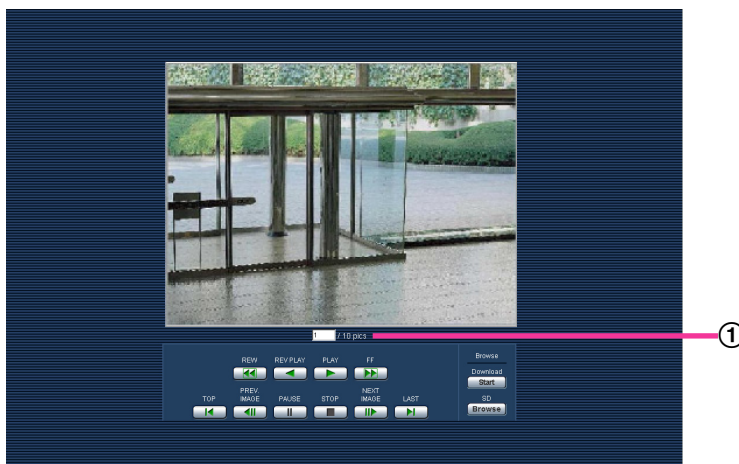 1 / 10 pics
①
REW REV.PLAY PLAY FF
TOP PREV. IMAGE PAUSE STOP NEXT IMAGE LAST
Browse
Download
Start
SD
Browse